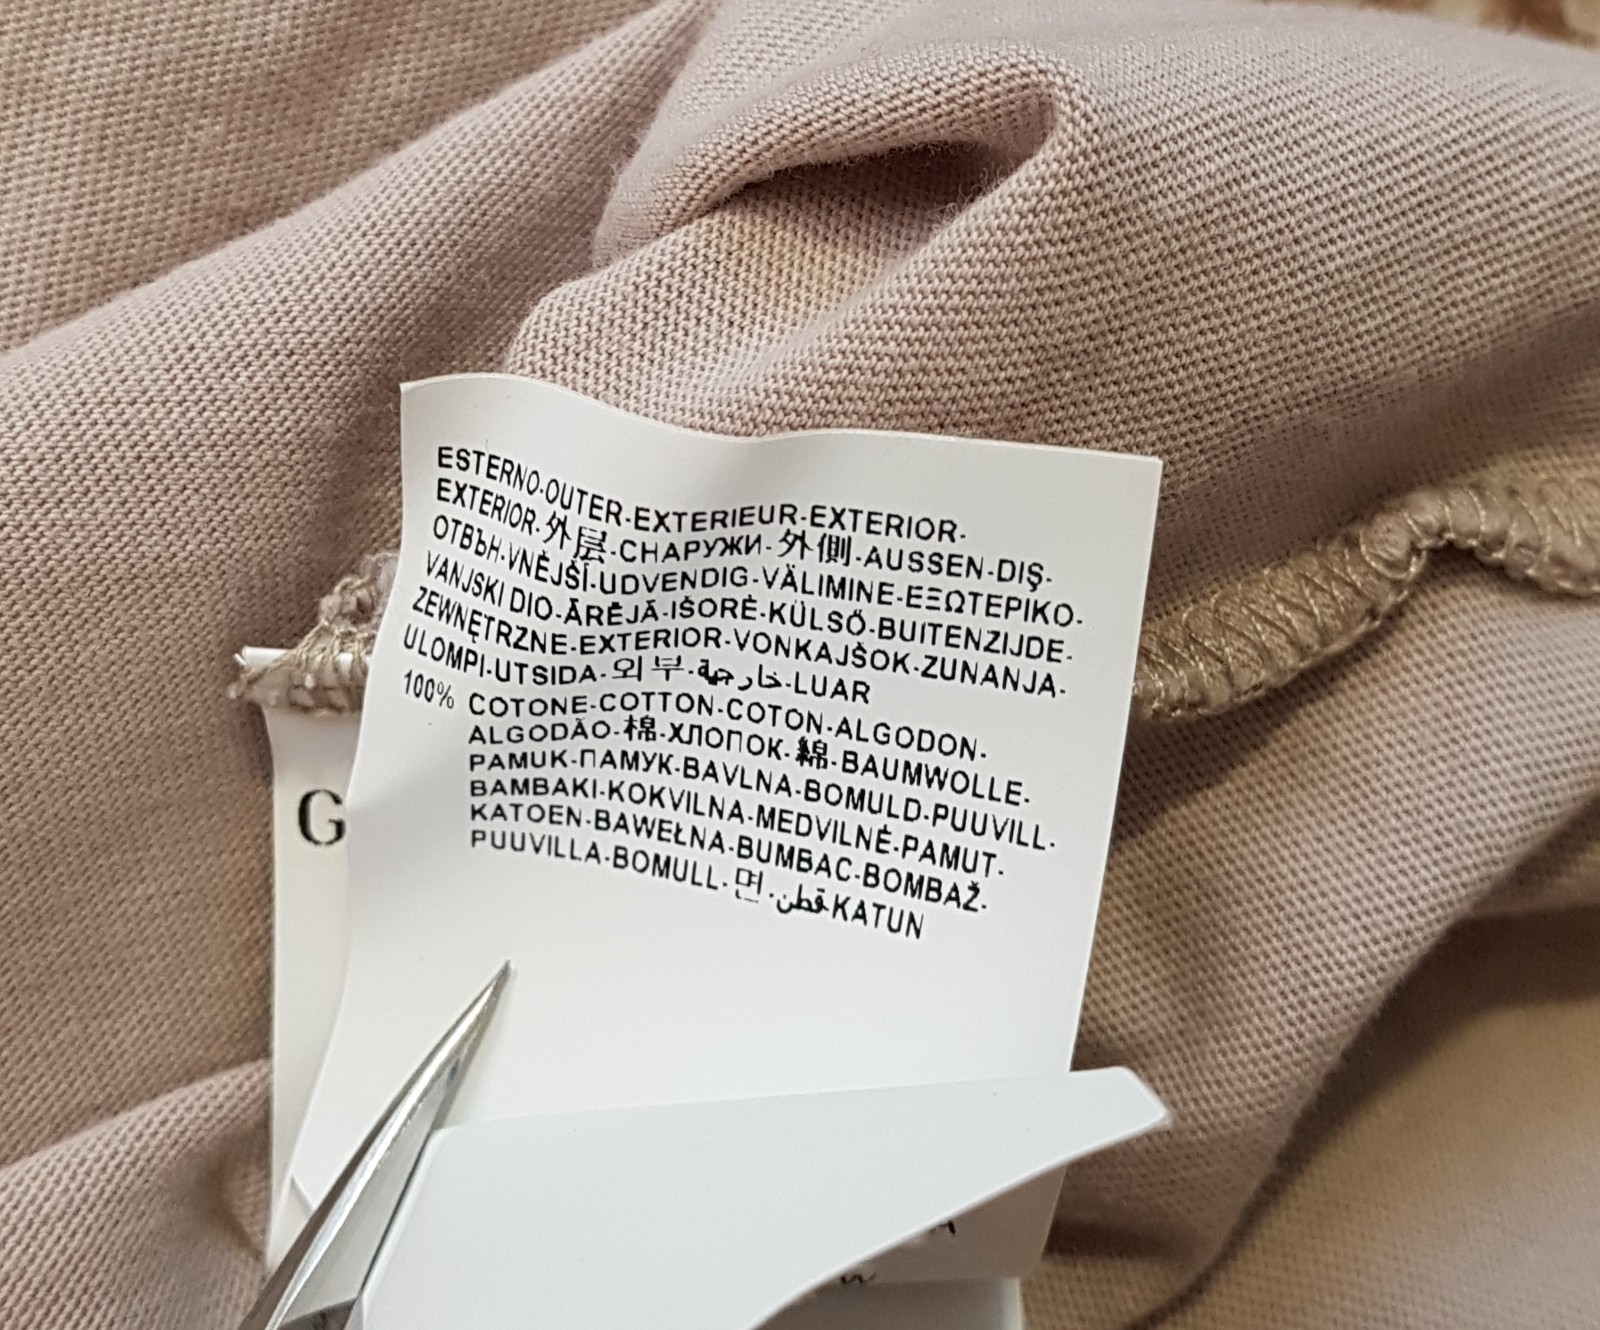 ESTERNO-OUTER-EXTERIEUR-EXTERIOR-
EXTERIOR-外层-СНАРУЖИ-外側-AUSSEN-DIŞ-
ОТВЪН-VNĚJŠÍ-UDVENDIG-VÄLIMINE-ΕΞΩΤΕΡΙΚΟ-
VANJSKI DIO-ĀRĒJĀ-IŠORĖ-KÜLSŐ-BUITENZIJDE-
ZEWNĘTRZNE-EXTERIOR-VONKAJŠOK-ZUNANJA-
ULOMPI-UTSIDA-외부-خارجية-LUAR
100% COTONE-COTTON-COTON-ALGODON-
ALGODÃO-棉-ХЛОПОК-綿-BAUMWOLLE-
PAMUK-ПАМУК-BAVLNA-BOMULD-PUUVILL-
BAMBAKI-KOKVILNA-MEDVILNĖ-PAMUT-
KATOEN-BAWEŁNA-BUMBAC-BOMBAŽ-
PUUVILLA-BOMULL-면-قطن-KATUN
G